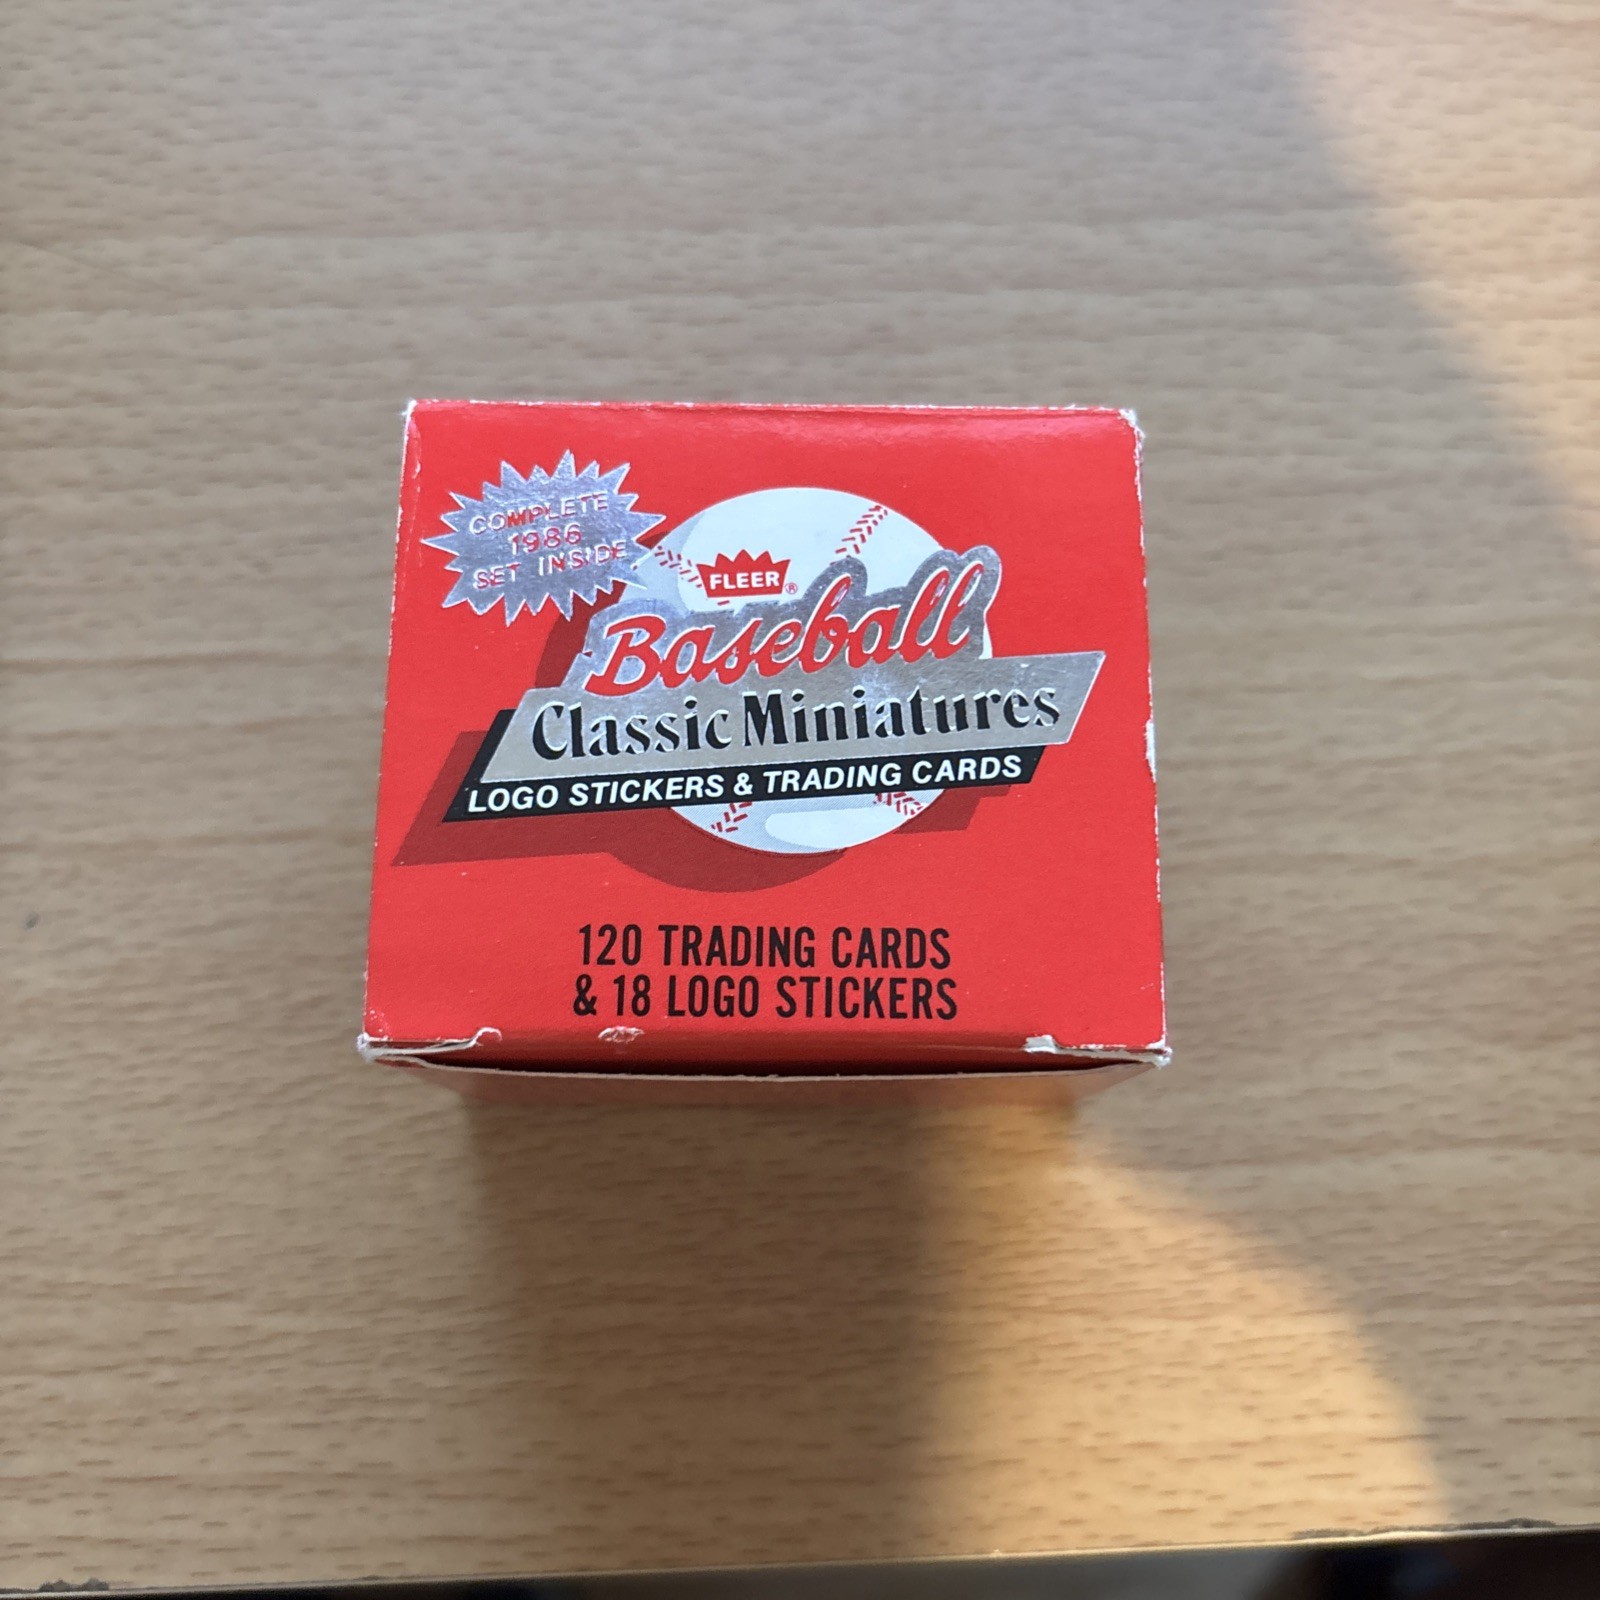 COMPLETE
1986
SET INSIDE
FLEER®
Baseball
Classic Miniatures
LOGO STICKERS & TRADING CARDS
120 TRADING CARDS
& 18 LOGO STICKERS